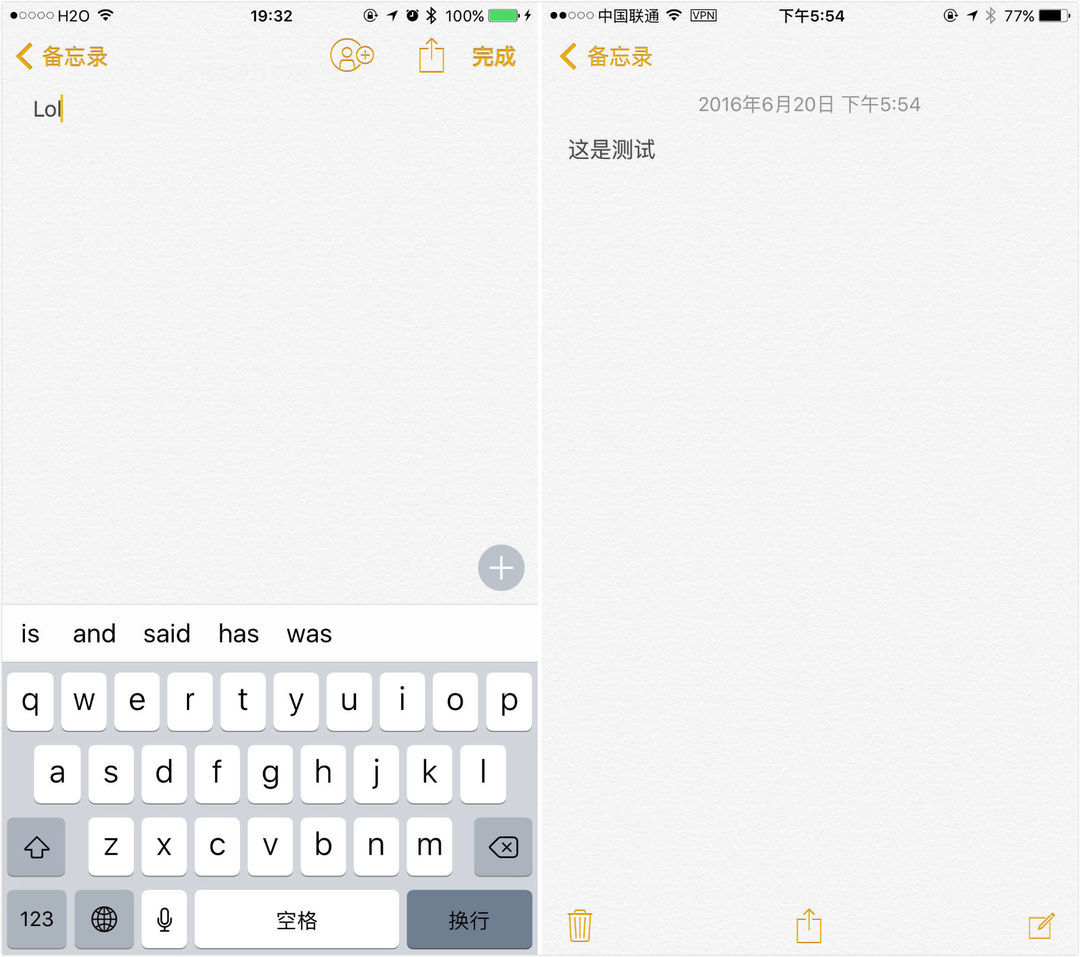 H2O 19:32 100%
备忘录 完成
Lol
is and said has was
q w e r t y u i o p
a s d f g h j k l
z x c v b n m
123 空格 换行
中国联通 VPN 下午5:54 77%
备忘录
2016年6月20日 下午5:54
这是测试